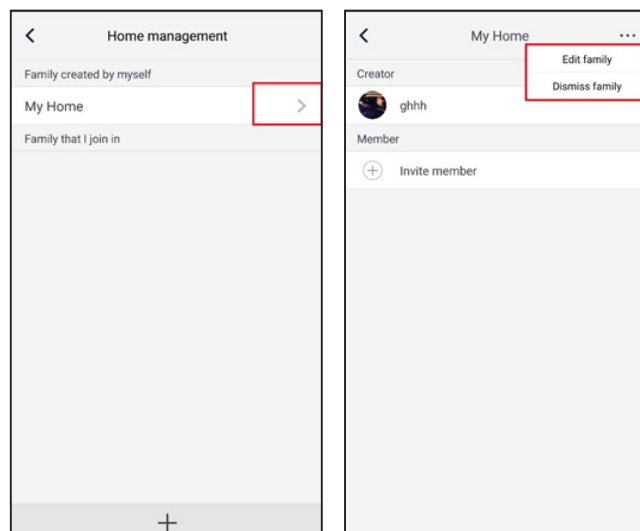 Home management
Family created by myself
My Home
Family that I join in
My Home
Edit family
Dismiss family
Creator
ghhh
Member
Invite member